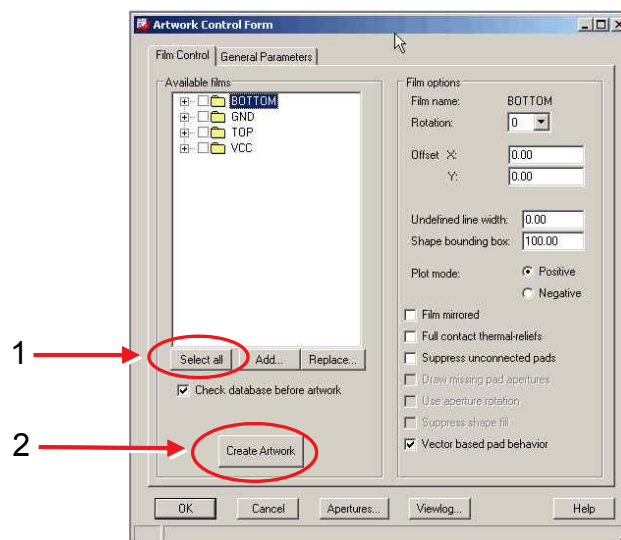 Artwork Control Form
Film Control General Parameters
Available films
BOTTOM
GND
TOP
VCC
Select all Add... Replace...
Check database before artwork
Create Artwork
1
2
Film options
Film name: BOTTOM
Rotation: 0
Offset X: 0.00
Y: 0.00
Undefined line width: 0.00
Shape bounding box: 100.00
Plot mode: Positive
Negative
Film mirrored
Full contact thermal-reliefs
Suppress unconnected pads
Draw missing pad apertures
Use aperture rotation
Suppress shape fill
Vector based pad behavior
OK Cancel Apertures... Viewlog... Help